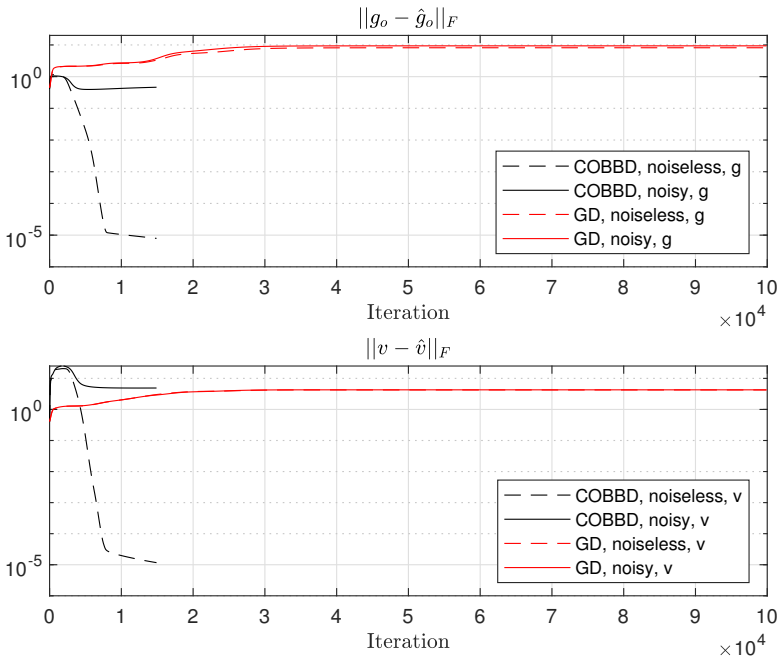 ||g_o − ĝ_o||_F
10^0
10^-5
0 1 2 3 4 5 6 7 8 9 10
Iteration
×10^4
COBBD, noiseless, g
COBBD, noisy, g
GD, noiseless, g
GD, noisy, g
||v − v̂||_F
10^0
10^-5
0 1 2 3 4 5 6 7 8 9 10
Iteration
×10^4
COBBD, noiseless, v
COBBD, noisy, v
GD, noiseless, v
GD, noisy, v